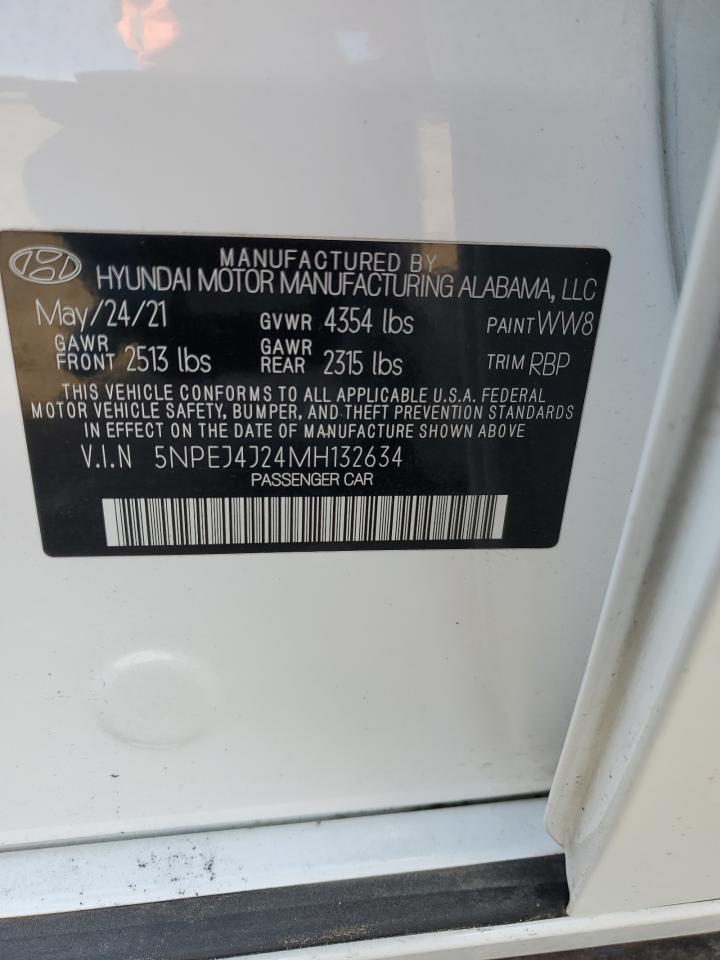 MANUFACTURED BY
HYUNDAI MOTOR MANUFACTURING ALABAMA, LLC
May/24/21 GVWR 4354 lbs PAINT WW8
GAWR FRONT 2513 lbs GAWR REAR 2315 lbs TRIM RBP
THIS VEHICLE CONFORMS TO ALL APPLICABLE U.S.A. FEDERAL
MOTOR VEHICLE SAFETY, BUMPER, AND THEFT PREVENTION STANDARDS
IN EFFECT ON THE DATE OF MANUFACTURE SHOWN ABOVE
V.I.N 5NPEJ4J24MH132634
PASSENGER CAR